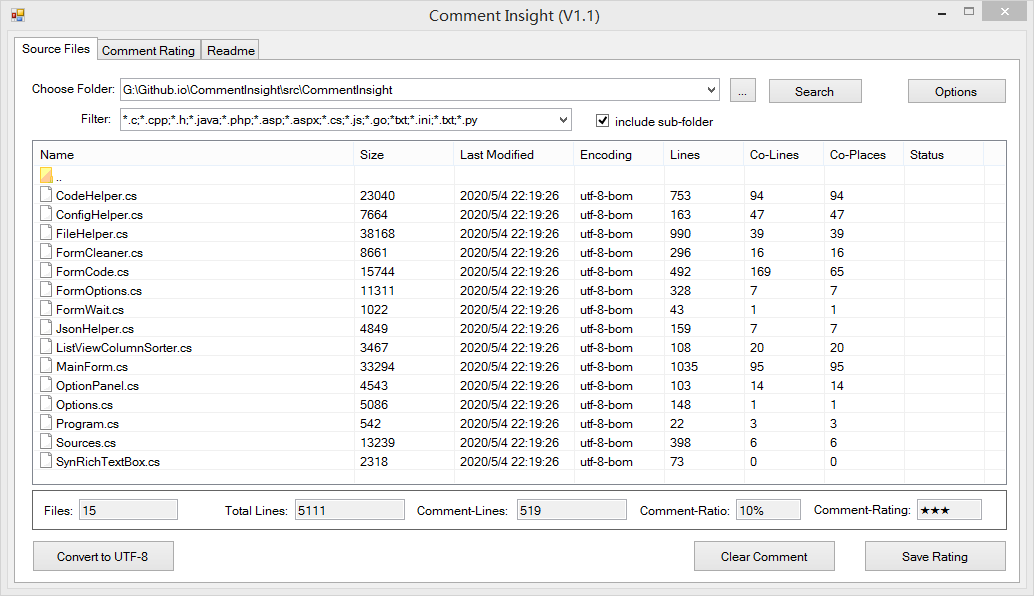 Comment Insight (V1.1)
Source Files Comment Rating Readme
Choose Folder: G:\Github.io\CommentInsight\src\CommentInsight ... Search Options
Filter: *.c;*.cpp;*.h;*.java;*.php;*.asp;*.aspx;*.cs;*.js;*.go;*txt;*.ini;*.txt;*.py include sub-folder
Name Size Last Modified Encoding Lines Co-Lines Co-Places Status
..
CodeHelper.cs 23040 2020/5/4 22:19:26 utf-8-bom 753 94 94
ConfigHelper.cs 7664 2020/5/4 22:19:26 utf-8-bom 163 47 47
FileHelper.cs 38168 2020/5/4 22:19:26 utf-8-bom 990 39 39
FormCleaner.cs 8661 2020/5/4 22:19:26 utf-8-bom 296 16 16
FormCode.cs 15744 2020/5/4 22:19:26 utf-8-bom 492 169 65
FormOptions.cs 11311 2020/5/4 22:19:26 utf-8-bom 328 7 7
FormWait.cs 1022 2020/5/4 22:19:26 utf-8-bom 43 1 1
JsonHelper.cs 4849 2020/5/4 22:19:26 utf-8-bom 159 7 7
ListViewColumnSorter.cs 3467 2020/5/4 22:19:26 utf-8-bom 108 20 20
MainForm.cs 33294 2020/5/4 22:19:26 utf-8-bom 1035 95 95
OptionPanel.cs 4543 2020/5/4 22:19:26 utf-8-bom 103 14 14
Options.cs 5086 2020/5/4 22:19:26 utf-8-bom 148 1 1
Program.cs 542 2020/5/4 22:19:26 utf-8-bom 22 3 3
Sources.cs 13239 2020/5/4 22:19:26 utf-8-bom 398 6 6
SynRichTextBox.cs 2318 2020/5/4 22:19:26 utf-8-bom 73 0 0
Files: 15 Total Lines: 5111 Comment-Lines: 519 Comment-Ratio: 10% Comment-Rating: ★★★
Convert to UTF-8 Clear Comment Save Rating